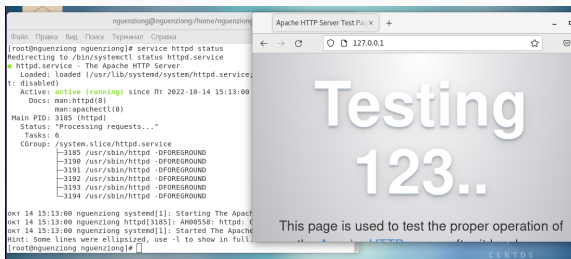 nguenziong@nguenziong:/home/nguenziong
Файл Правка Вид Поиск Терминал Справка
[root@nguenziong nguenziong]# service httpd status
Redirecting to /bin/systemctl status httpd.service
● httpd.service - The Apache HTTP Server
Loaded: loaded (/usr/lib/systemd/system/httpd.service;
t: disabled)
Active: active (running) since Пт 2022-10-14 15:13:00
Docs: man:httpd(8)
man:apachectl(8)
Main PID: 3185 (httpd)
Status: "Processing requests..."
Tasks: 6
CGroup: /system.slice/httpd.service
├─3185 /usr/sbin/httpd -DFOREGROUND
├─3190 /usr/sbin/httpd -DFOREGROUND
├─3191 /usr/sbin/httpd -DFOREGROUND
├─3192 /usr/sbin/httpd -DFOREGROUND
├─3193 /usr/sbin/httpd -DFOREGROUND
└─3194 /usr/sbin/httpd -DFOREGROUND
окт 14 15:13:00 nguenziong systemd[1]: Starting The Apach
окт 14 15:13:00 nguenziong httpd[3185]: AH00558: httpd: C
окт 14 15:13:00 nguenziong systemd[1]: Started The Apache
Hint: Some lines were ellipsized, use -l to show in full.
[root@nguenziong nguenziong]#
Apache HTTP Server Test Pag
127.0.0.1
Testing
123..
This page is used to test the proper operation of
CENTOS